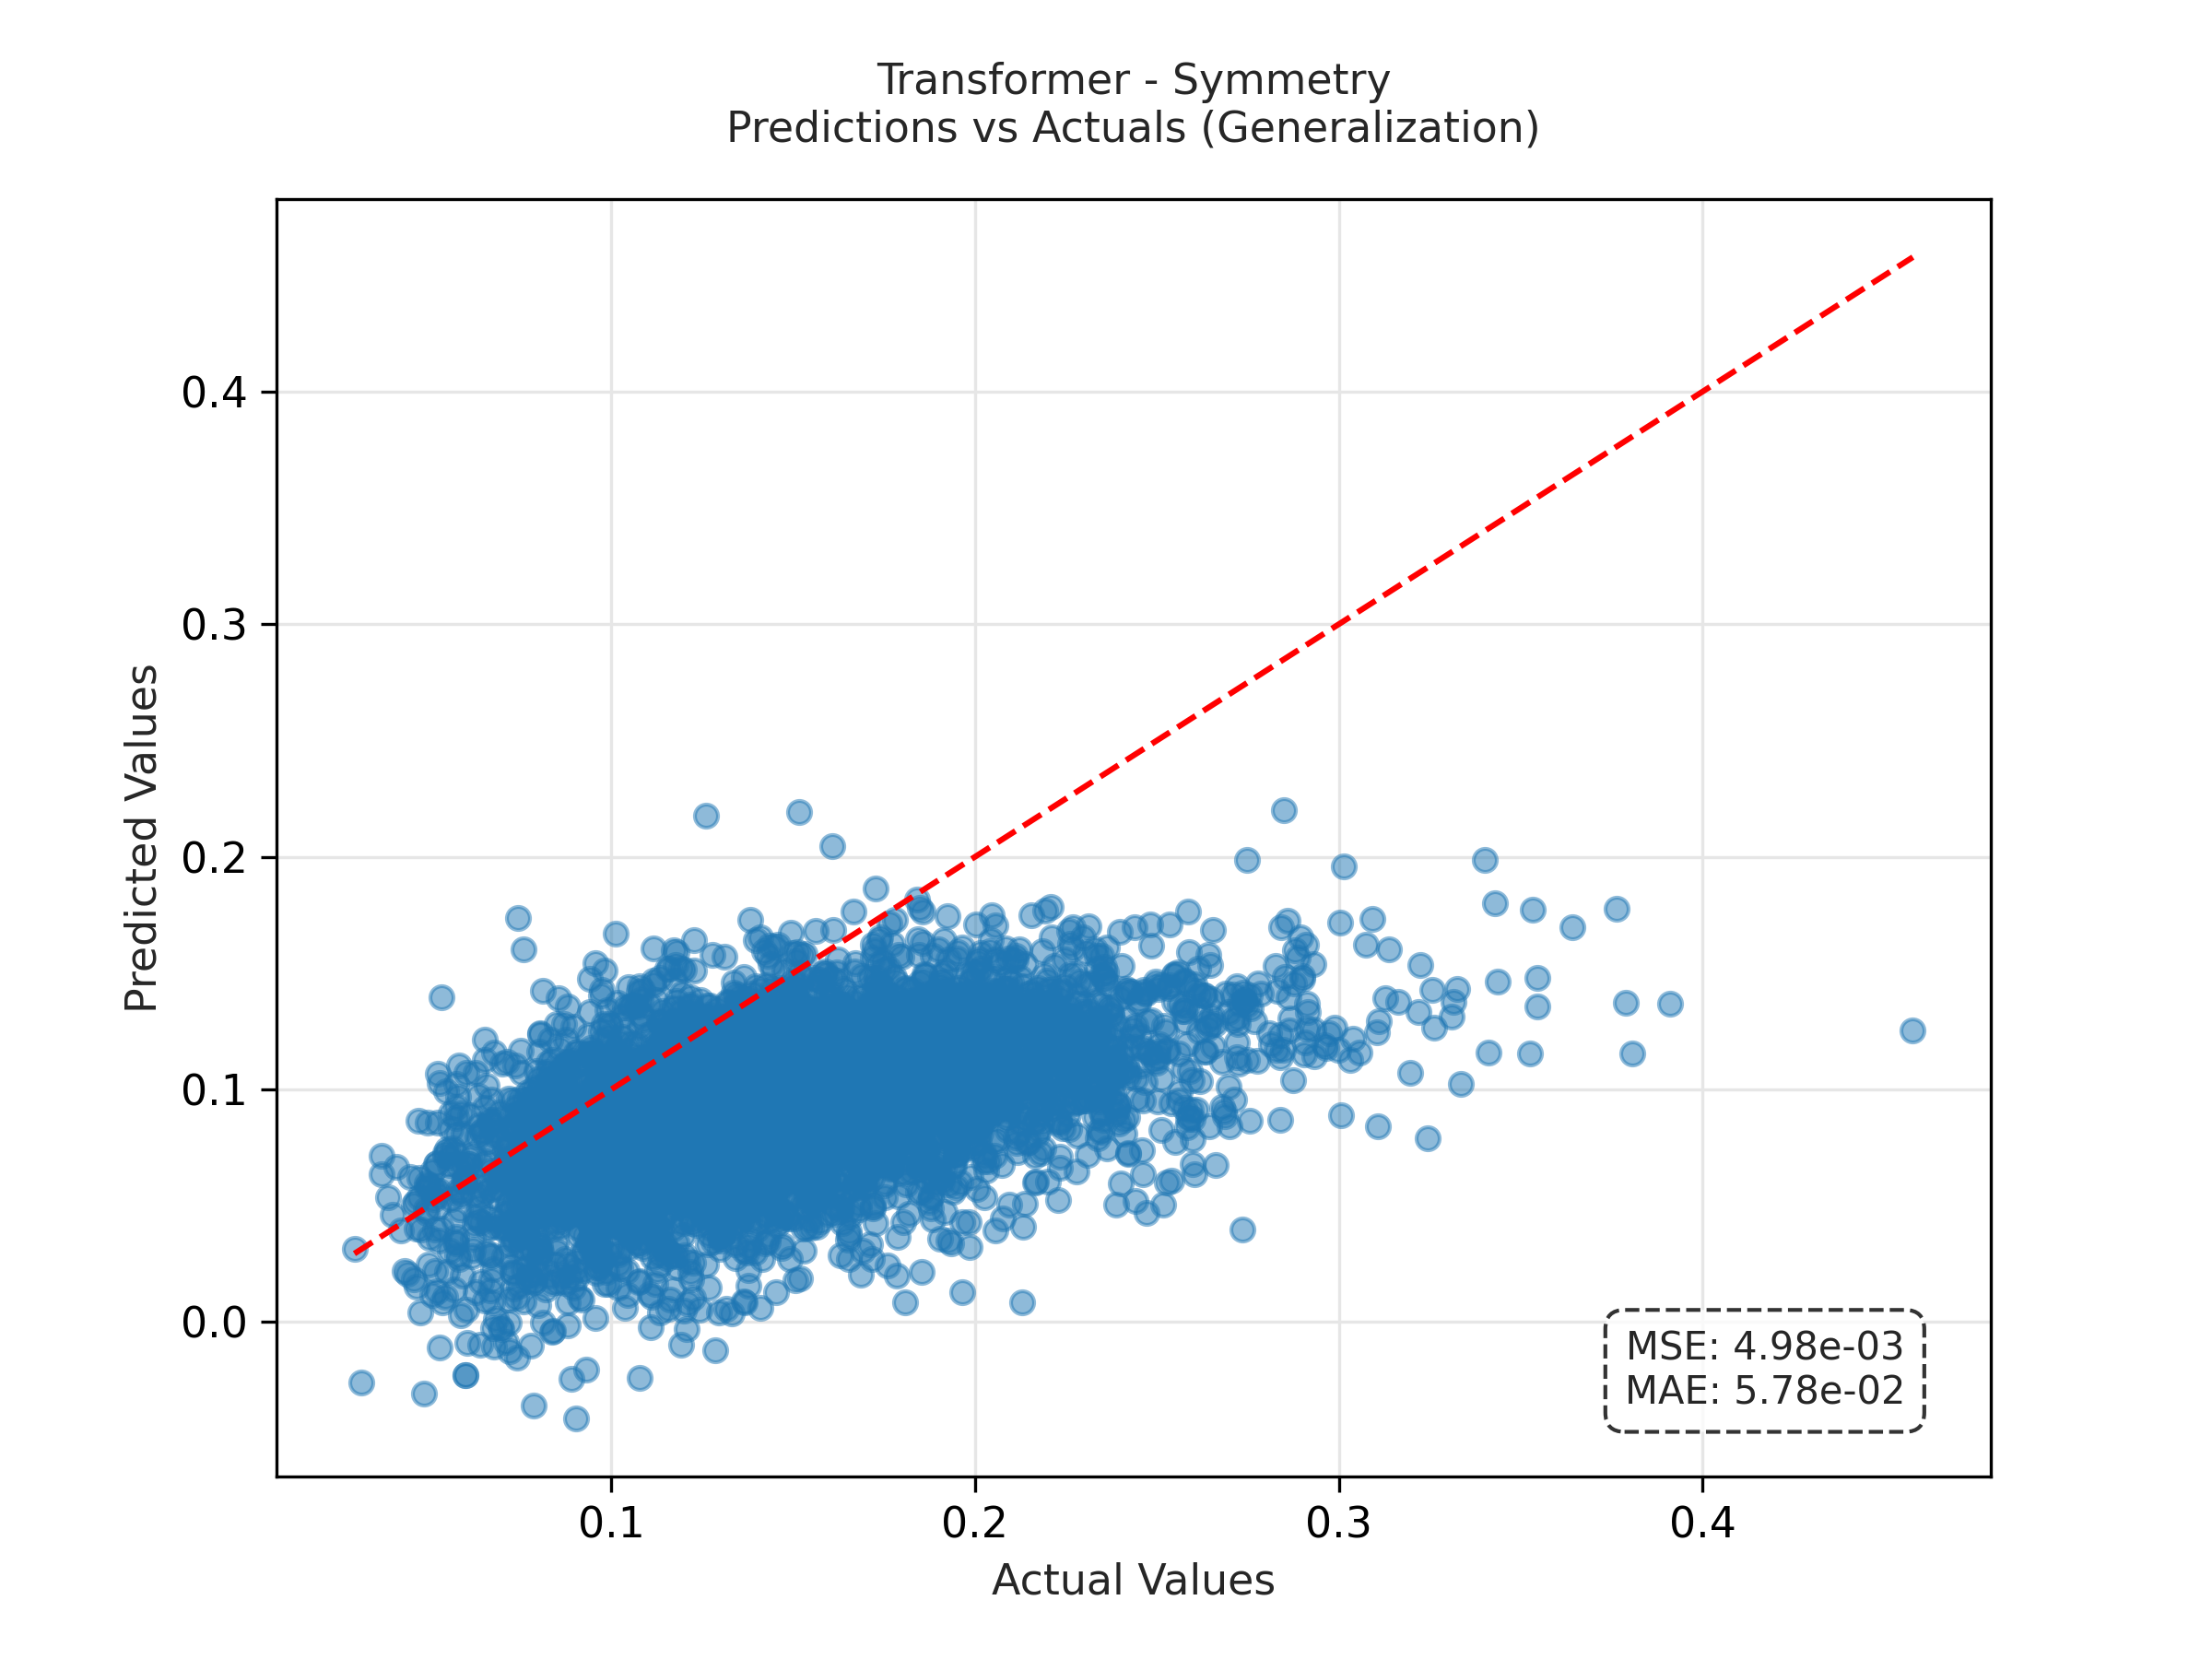 Transformer - Symmetry
Predictions vs Actuals (Generalization)
Predicted Values
0.4
0.3
0.2
0.1
0.0
MSE: 4.98e-03
MAE: 5.78e-02
0.1
0.2
0.3
0.4
Actual Values